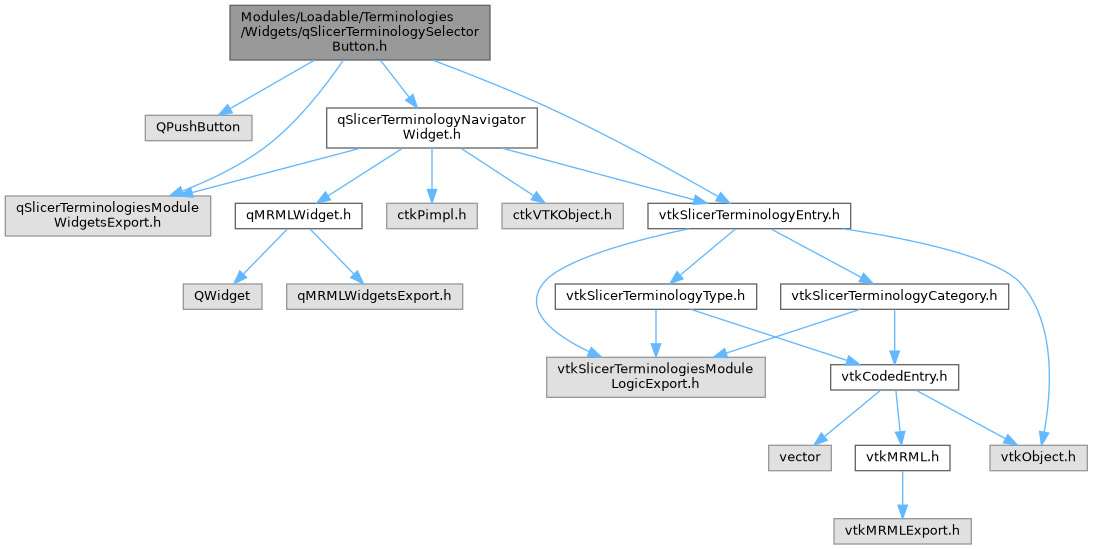 Modules/Loadable/Terminologies
/Widgets/qSlicerTerminologySelector
Button.h
QPushButton
qSlicerTerminologyNavigator
Widget.h
qSlicerTerminologiesModule
WidgetsExport.h
qMRMLWidget.h
ctkPimpl.h
ctkVTKObject.h
vtkSlicerTerminologyEntry.h
QWidget
qMRMLWidgetsExport.h
vtkSlicerTerminologyType.h
vtkSlicerTerminologyCategory.h
vtkSlicerTerminologiesModule
LogicExport.h
vtkCodedEntry.h
vector
vtkMRML.h
vtkObject.h
vtkMRMLExport.h